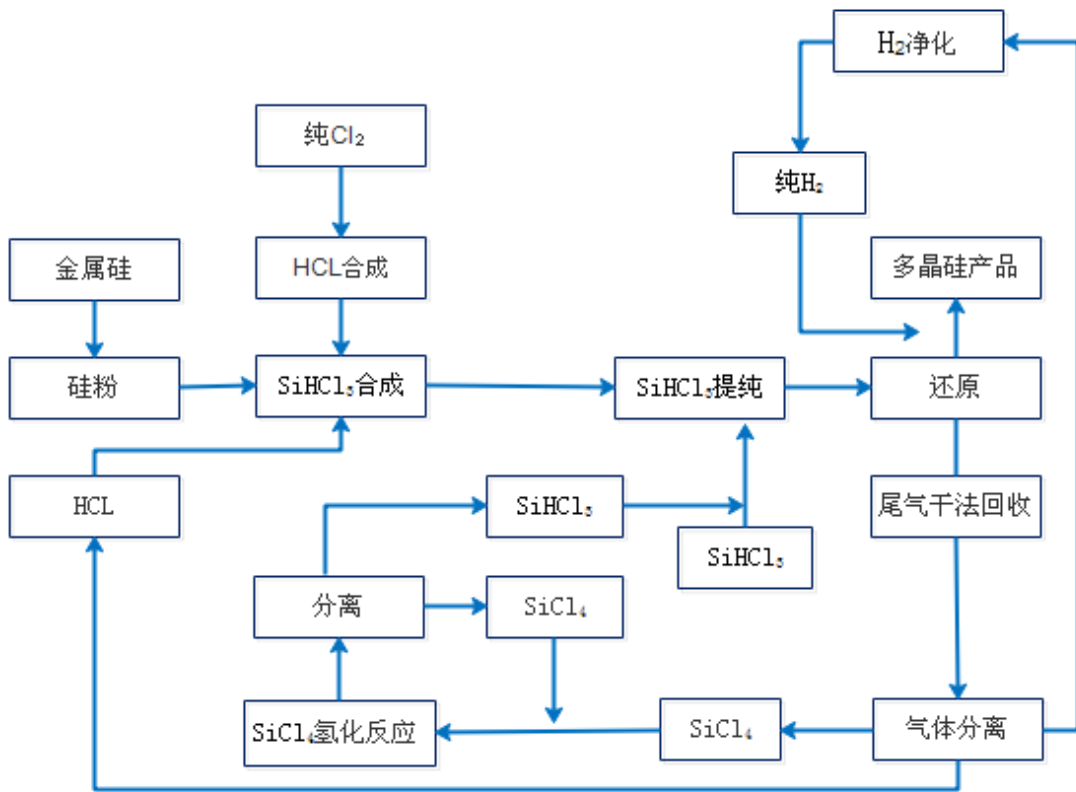 H₂净化
纯Cl₂
纯H₂
金属硅
HCL合成
多晶硅产品
硅粉
SiHCl₃合成
SiHCl₃提纯
还原
HCL
SiHCl₃
尾气干法回收
SiHCl₃
分离
SiCl₄
SiCl₄氢化反应
SiCl₄
气体分离